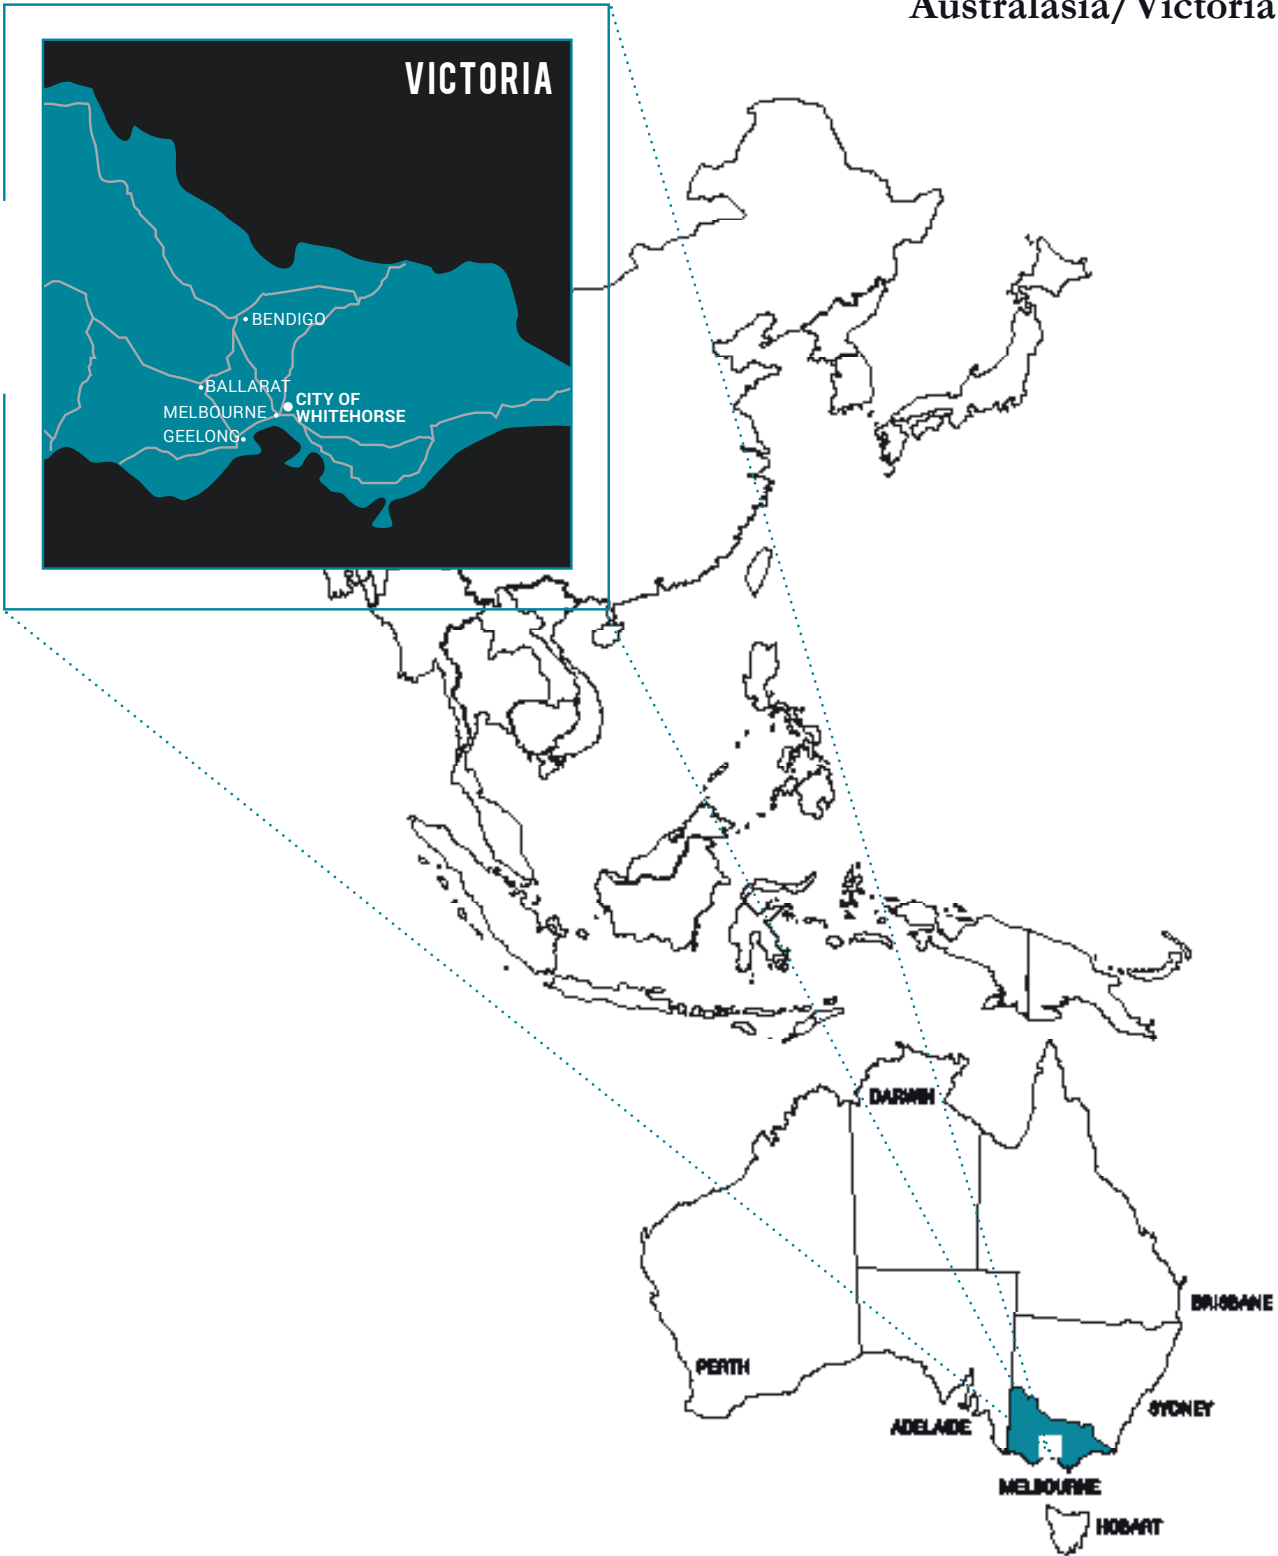 Australasia/Victoria
VICTORIA
BENDIGO
BALLARAT
CITY OF
WHITEHORSE
MELBOURNE
GEELONG
DARWIN
BRISBANE
PERTH
SYDNEY
ADELAIDE
MELBOURNE
HOBART